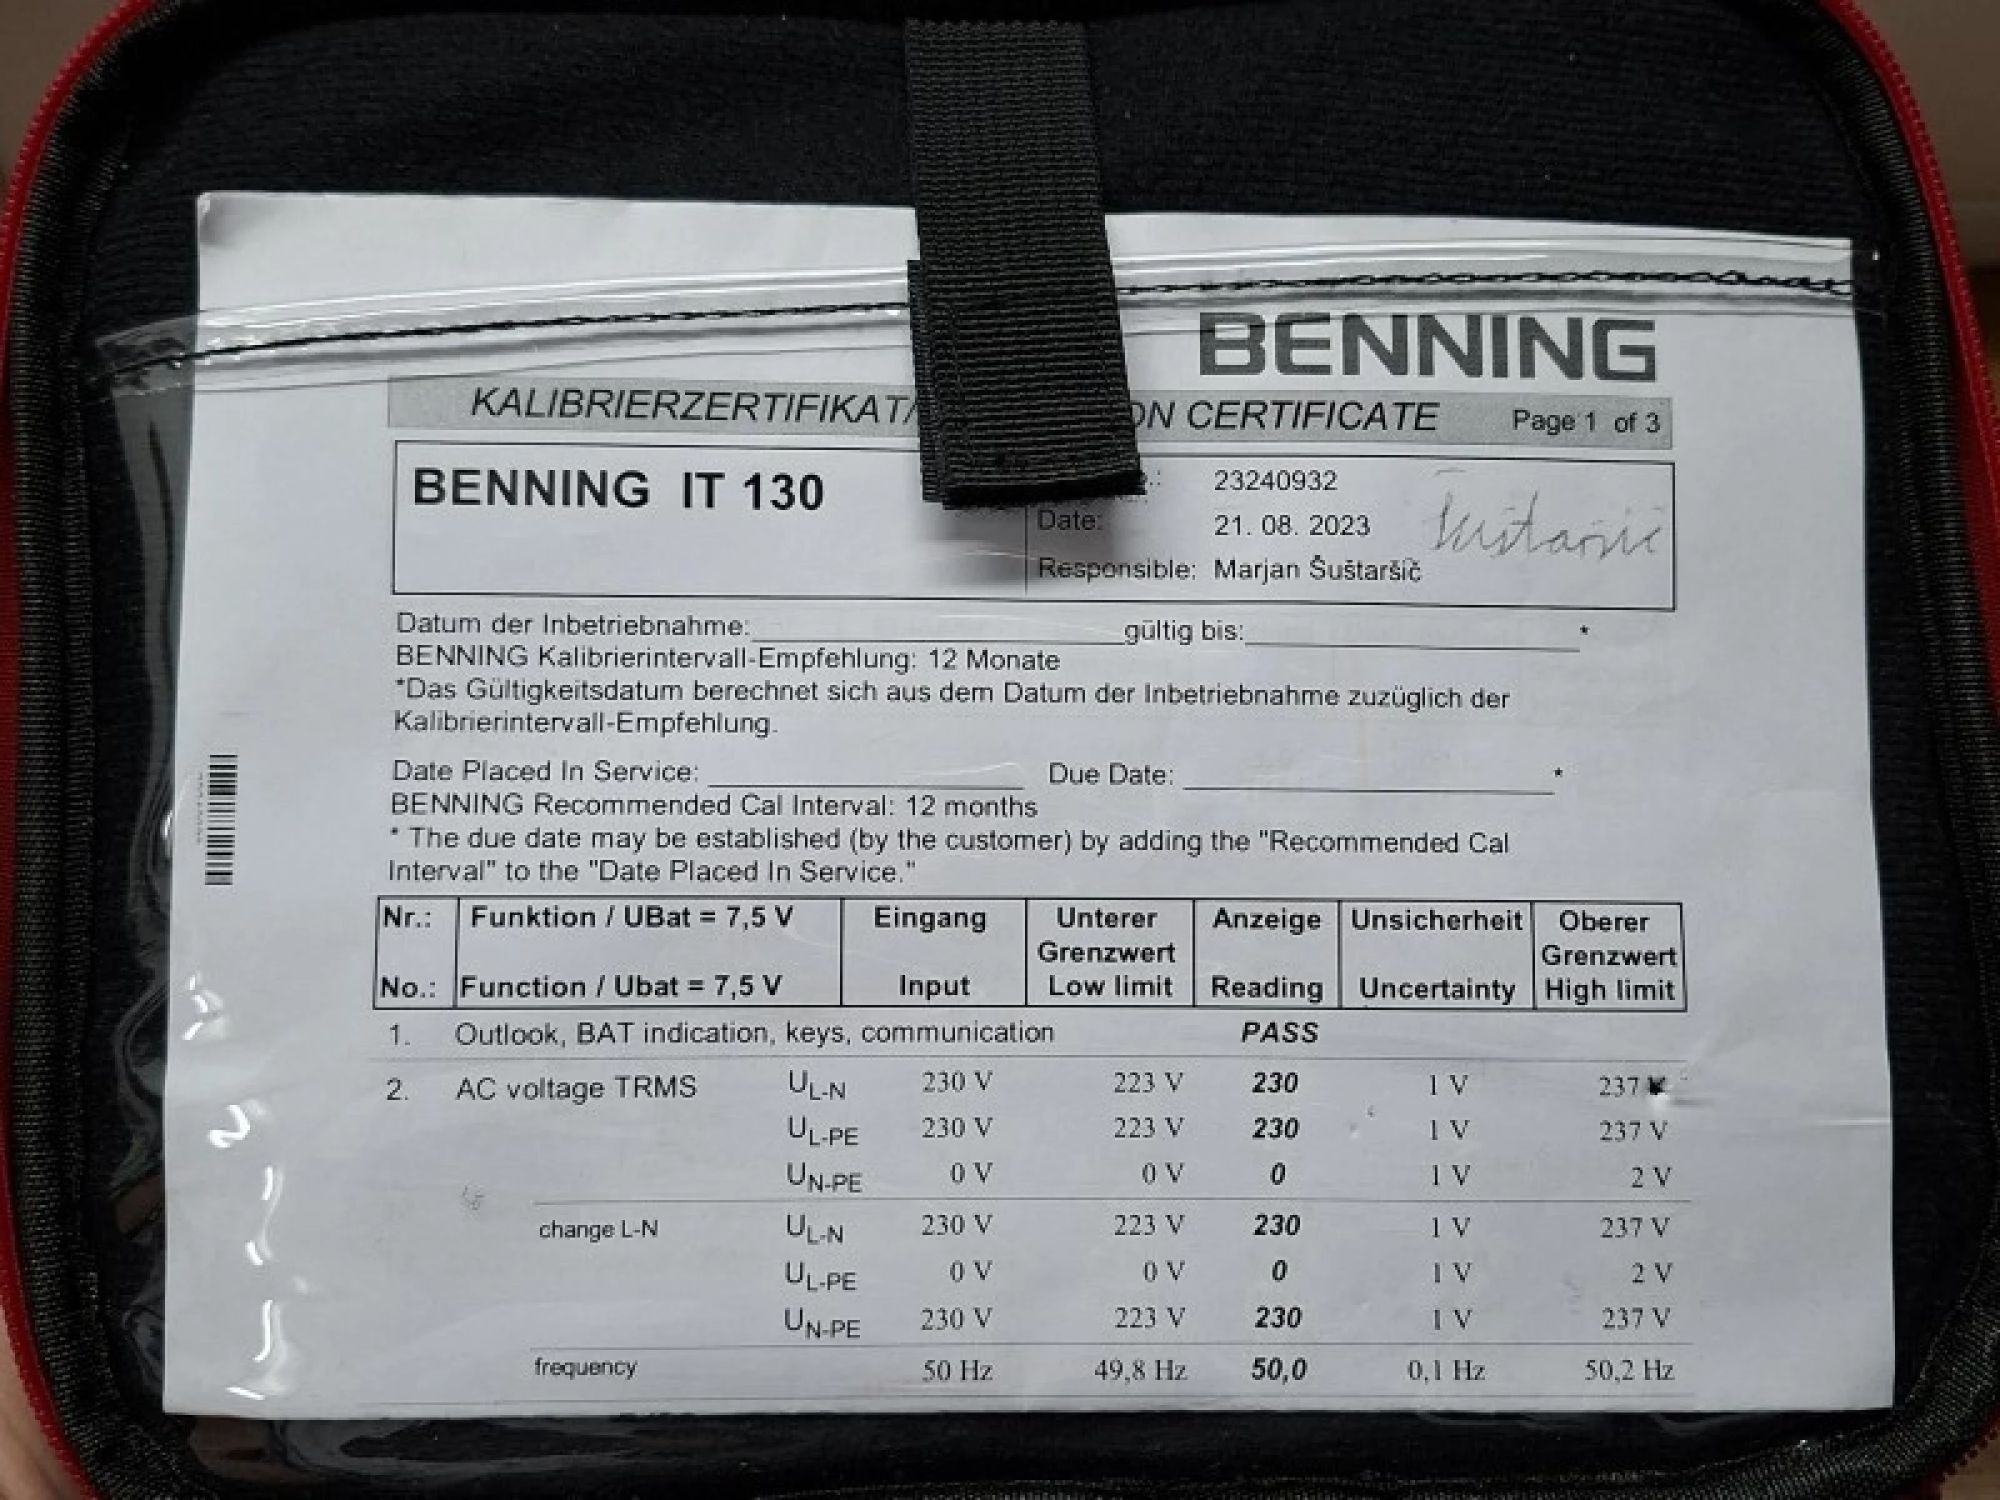 BENNING
KALIBRIERZERTIFIKAT/ CERTIFICATE Page 1 of 3
BENNING IT 130
23240932
Date: 21. 08. 2023
Responsible: Marjan Šuštaršič
Datum der Inbetriebnahme: gültig bis: *
BENNING Kalibrierintervall-Empfehlung: 12 Monate
*Das Gültigkeitsdatum berechnet sich aus dem Datum der Inbetriebnahme zuzüglich der
Kalibrierintervall-Empfehlung.
Date Placed In Service: Due Date: *
BENNING Recommended Cal Interval: 12 months
* The due date may be established (by the customer) by adding the "Recommended Cal
Interval" to the "Date Placed In Service."
Nr.: Funktion / UBat = 7,5 V Eingang Unterer Anzeige Unsicherheit Oberer
Grenzwert Grenzwert
No.: Function / Ubat = 7,5 V Input Low limit Reading Uncertainty High limit
1. Outlook, BAT indication, keys, communication PASS
2. AC voltage TRMS UL-N 230 V 223 V 230 1 V 237
UL-PE 230 V 223 V 230 1 V 237 V
UN-PE 0 V 0 V 0 1 V 2 V
change L-N UL-N 230 V 223 V 230 1 V 237 V
UL-PE 0 V 0 V 0 1 V 2 V
UN-PE 230 V 223 V 230 1 V 237 V
frequency 50 Hz 49,8 Hz 50,0 0,1 Hz 50,2 Hz